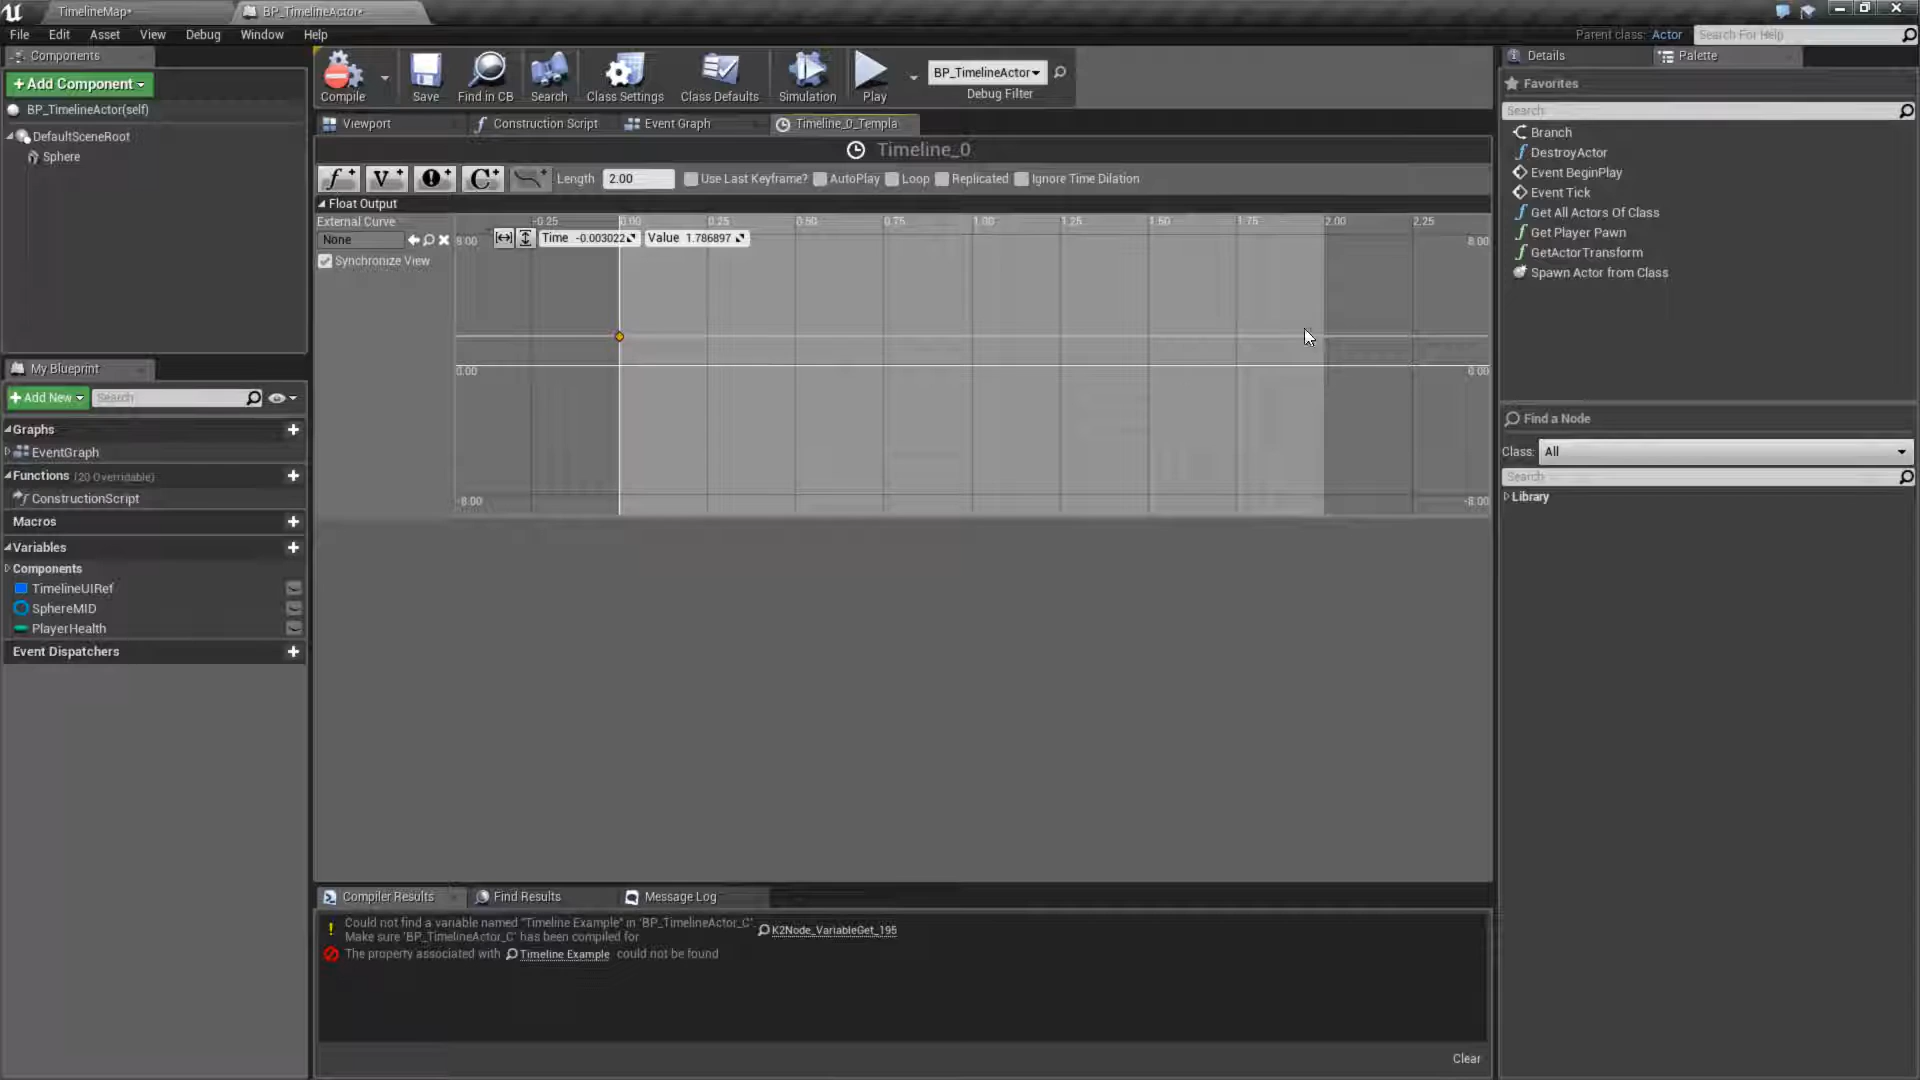 TimelineMap•
BP_TimelineActor•
File Edit Asset View Debug Window Help
Parent class: Actor
Search For Help
Components
+Add Component
BP_TimelineActor(self)
DefaultSceneRoot
Sphere
Compile
Save
Find in CB
Search
Class Settings
Class Defaults
Simulation
Play
BP_TimelineActor
Debug Filter
Viewport
Construction Script
Event Graph
Timeline_0_Templa
Timeline_0
f+ V+ !+ C+ Length 2.00 Use Last Keyframe? AutoPlay Loop Replicated Ignore Time Dilation
Float Output
External Curve
None
Synchronize View
-0.25 0.00 0.25 0.50 0.75 1.00 1.25 1.50 1.75 2.00 2.25
Time -0.003022 Value 1.786897
8.00 8.00
0.00 0.00
-8.00 -8.00
My Blueprint
+Add New
Search
Graphs
EventGraph
Functions (20 Overridable)
ConstructionScript
Macros
Variables
Components
TimelineUIRef
SphereMID
PlayerHealth
Event Dispatchers
Compiler Results
Find Results
Message Log
Could not find a variable named "Timeline Example" in 'BP_TimelineActor_C'.
Make sure 'BP_TimelineActor_C' has been compiled for
K2Node_VariableGet_195
The property associated with Timeline Example could not be found
Clear
Details
Palette
Favorites
Search
Branch
DestroyActor
Event BeginPlay
Event Tick
Get All Actors Of Class
Get Player Pawn
GetActorTransform
Spawn Actor from Class
Find a Node
Class: All
Search
Library